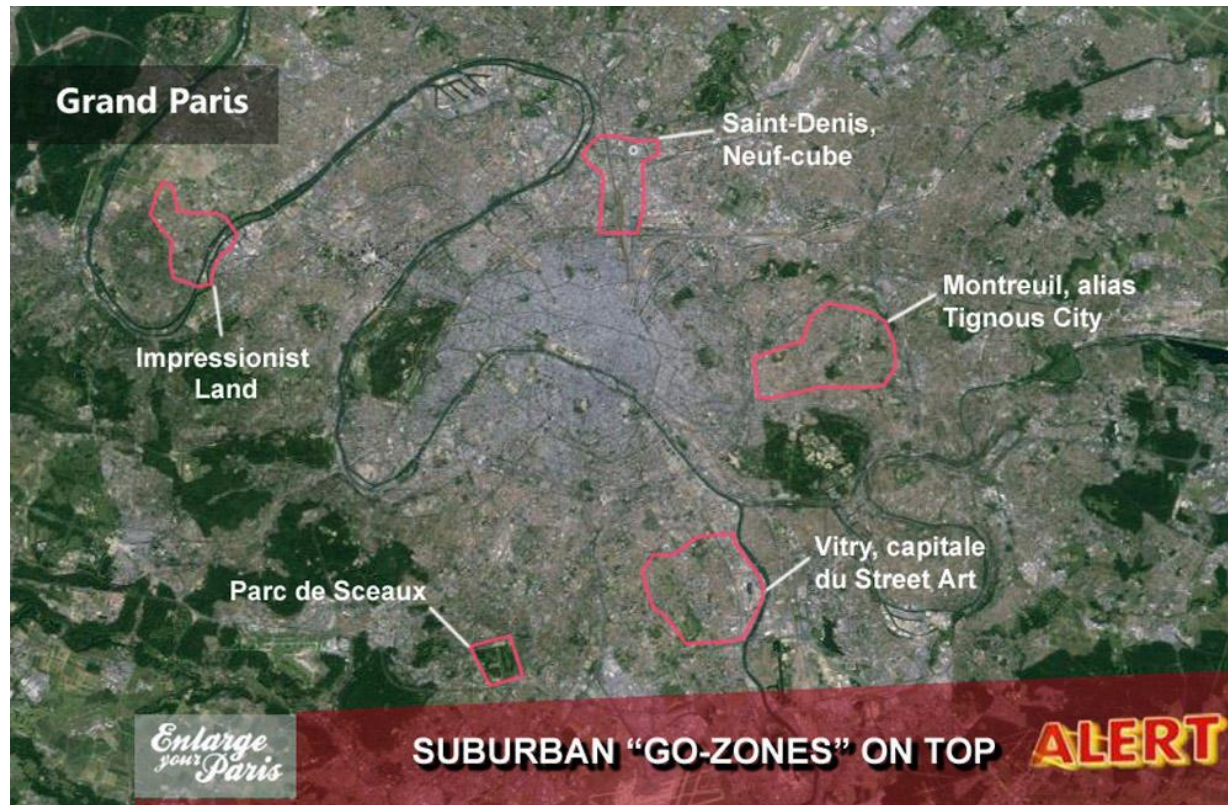 Grand Paris
Saint-Denis,
Neuf-cube
Montreuil, alias
Tignous City
Impressionist
Land
Vitry, capitale
du Street Art
Parc de Sceaux
Enlarge
your
Paris
SUBURBAN “GO-ZONES” ON TOP
ALERT